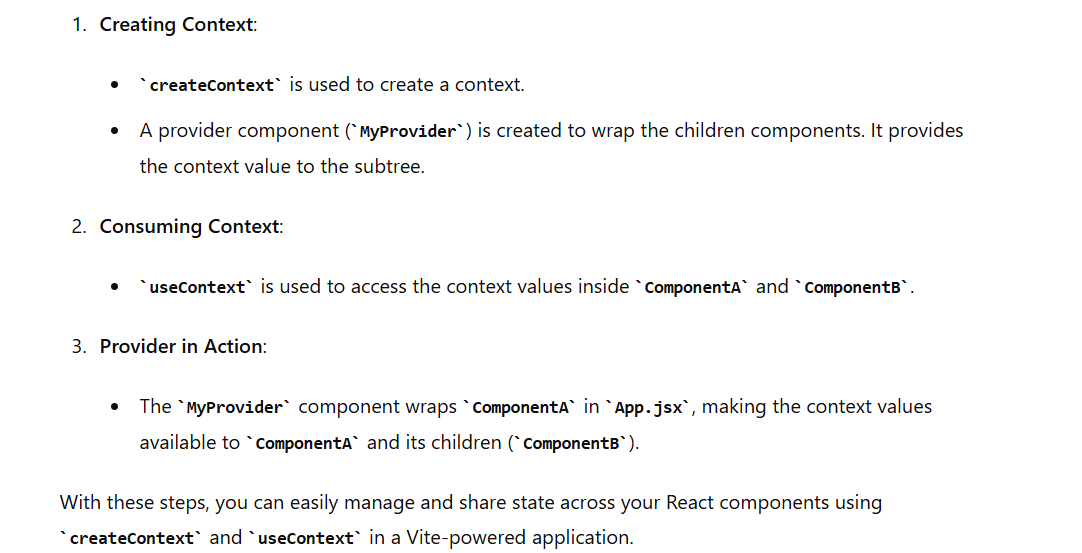 1. Creating Context:
• `createContext` is used to create a context.
• A provider component (`MyProvider`) is created to wrap the children components. It provides
the context value to the subtree.
2. Consuming Context:
• `useContext` is used to access the context values inside `ComponentA` and `ComponentB`.
3. Provider in Action:
• The `MyProvider` component wraps `ComponentA` in `App.jsx`, making the context values
available to `ComponentA` and its children (`ComponentB`).
With these steps, you can easily manage and share state across your React components using
`createContext` and `useContext` in a Vite-powered application.